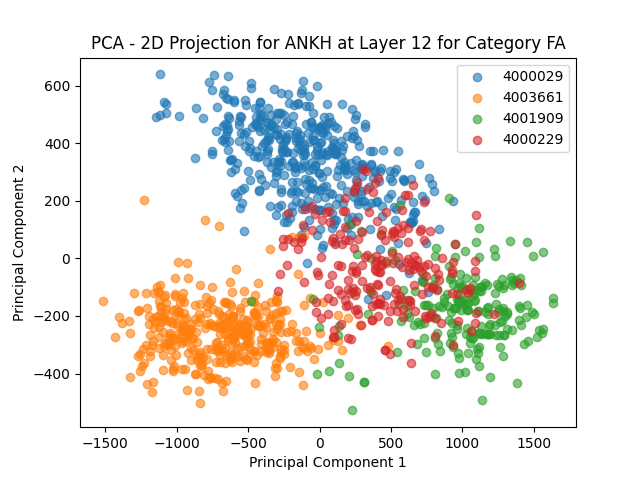 PCA - 2D Projection for ANKH at Layer 12 for Category FA
4000029
4003661
4001909
4000229
600
400
200
0
−200
−400
Principal Component 2
−1500 −1000 −500 0 500 1000 1500
Principal Component 1